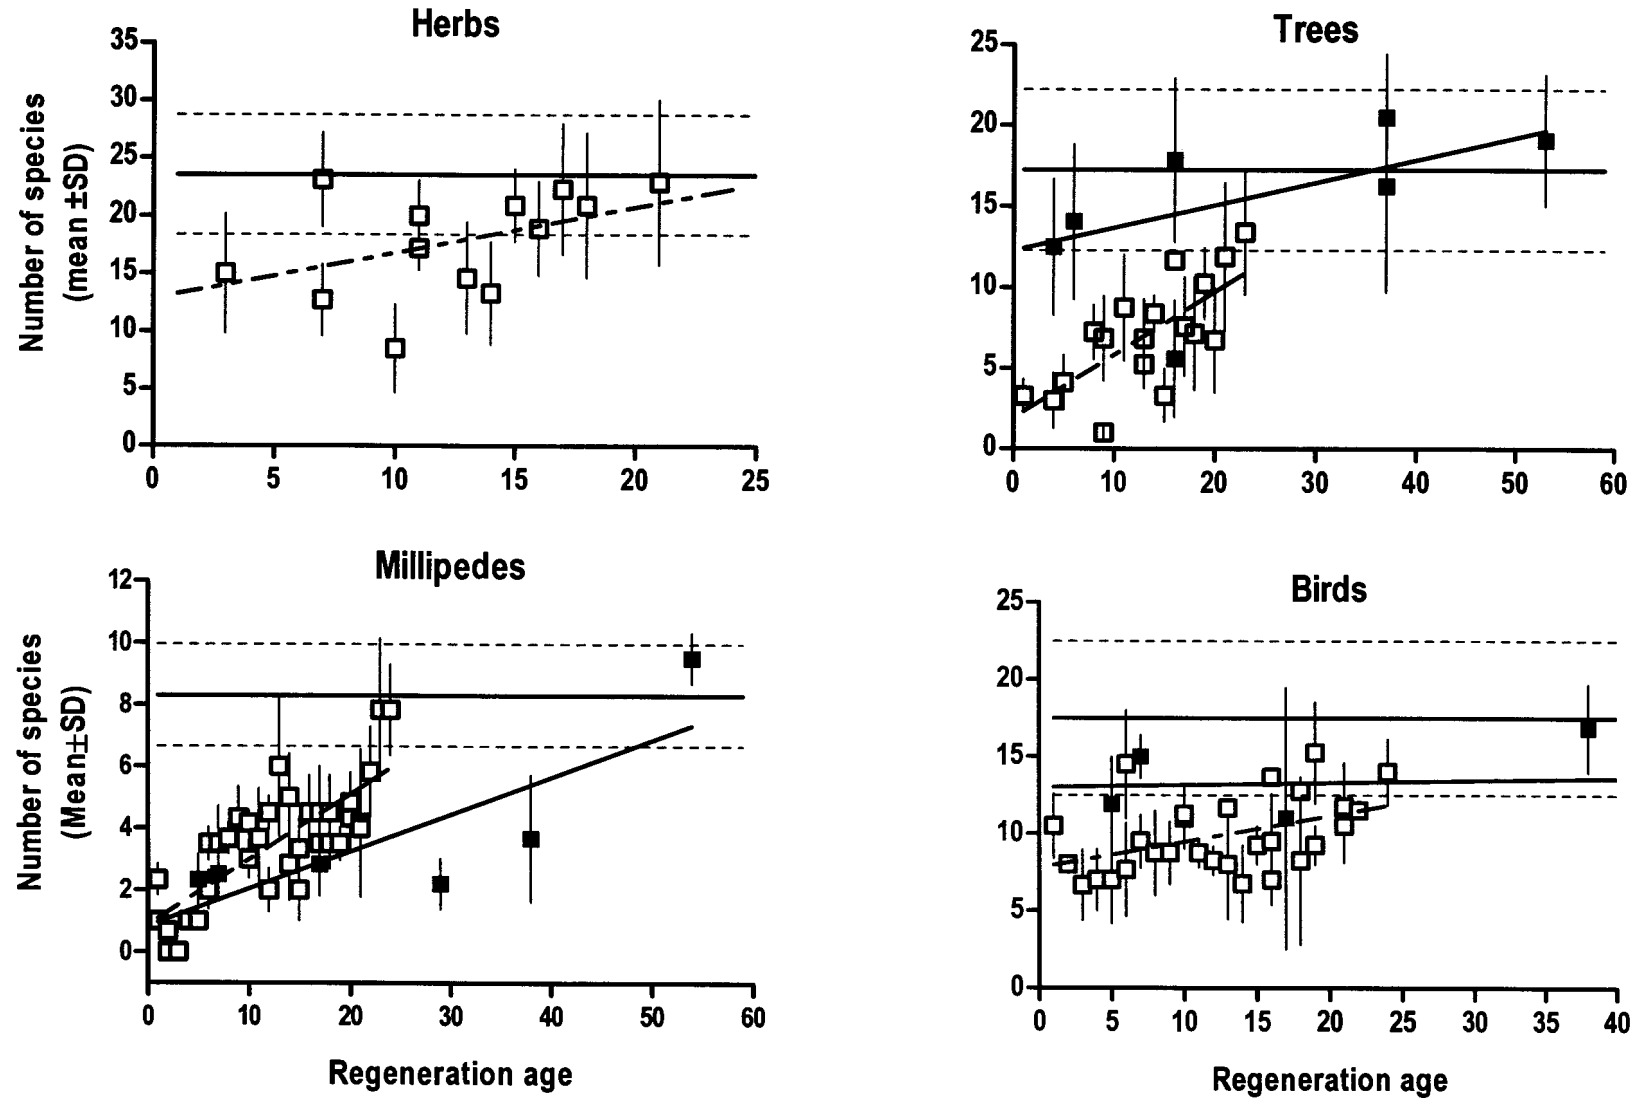 Herbs
Number of species
(mean ±SD)
35
30
25
20
15
10
5
0
0 5 10 15 20 25
Trees
25
20
15
10
5
0
0 10 20 30 40 50 60
Millipedes
Number of species
(Mean±SD)
12
10
8
6
4
2
0
0 10 20 30 40 50 60
Regeneration age
Birds
25
20
15
10
5
0
0 5 10 15 20 25 30 35 40
Regeneration age